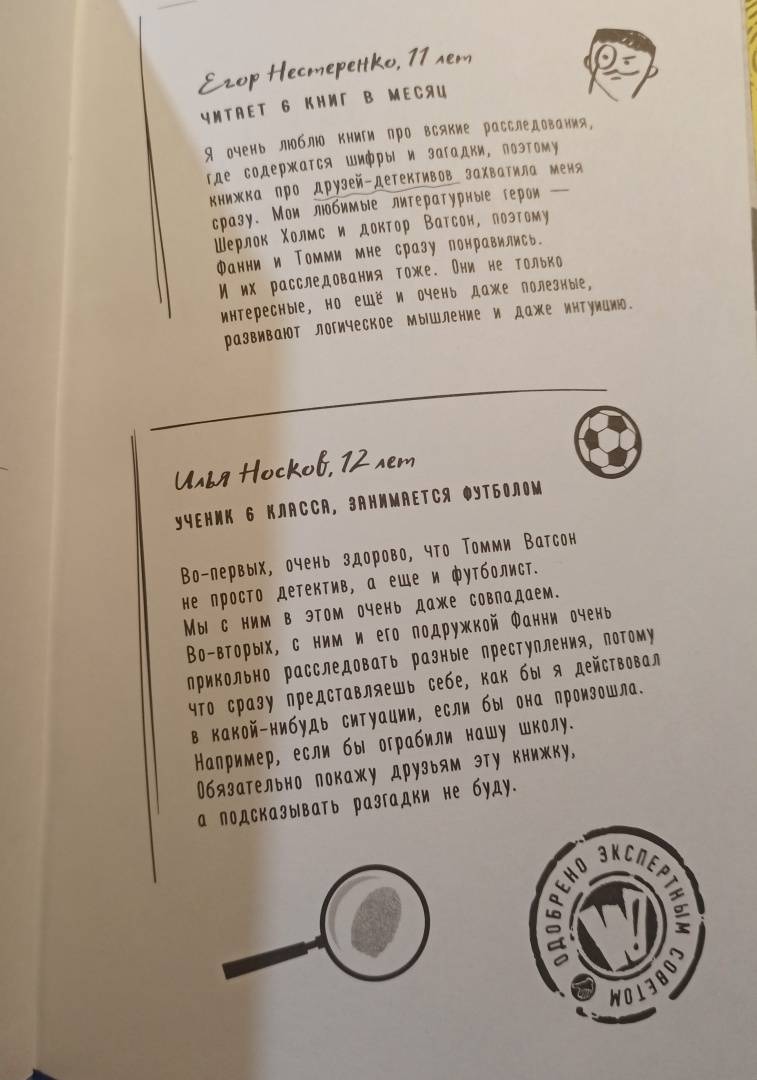 Егор Нестеренко, 11 лет
ЧИТАЕТ 6 КНИГ В МЕСЯЦ
Я очень люблю книги про всякие расследования,
где содержатся шифры и загадки, поэтому
книжка про друзей-детективов захватила меня
сразу. Мои любимые литературные герои —
Шерлок Холмс и доктор Ватсон, поэтому
Фанни и Томми мне сразу понравились.
И их расследования тоже. Они не только
интересные, но ещё и очень даже полезные,
развивают логическое мышление и даже интуицию.
Илья Носков, 12 лет
УЧЕНИК 6 КЛАССА, ЗАНИМАЕТСЯ ФУТБОЛОМ
Во-первых, очень здорово, что Томми Ватсон
не просто детектив, а еще и футболист.
Мы с ним в этом очень даже совпадаем.
Во-вторых, с ним и его подружкой Фанни очень
прикольно расследовать разные преступления, потому
что сразу представляешь себе, как бы я действовал
в какой-нибудь ситуации, если бы она произошла.
Например, если бы ограбили нашу школу.
Обязательно покажу друзьям эту книжку,
а подсказывать разгадки не буду.
ОДОБРЕНО ЭКСПЕРТНЫМ СОВЕТОМ
W!